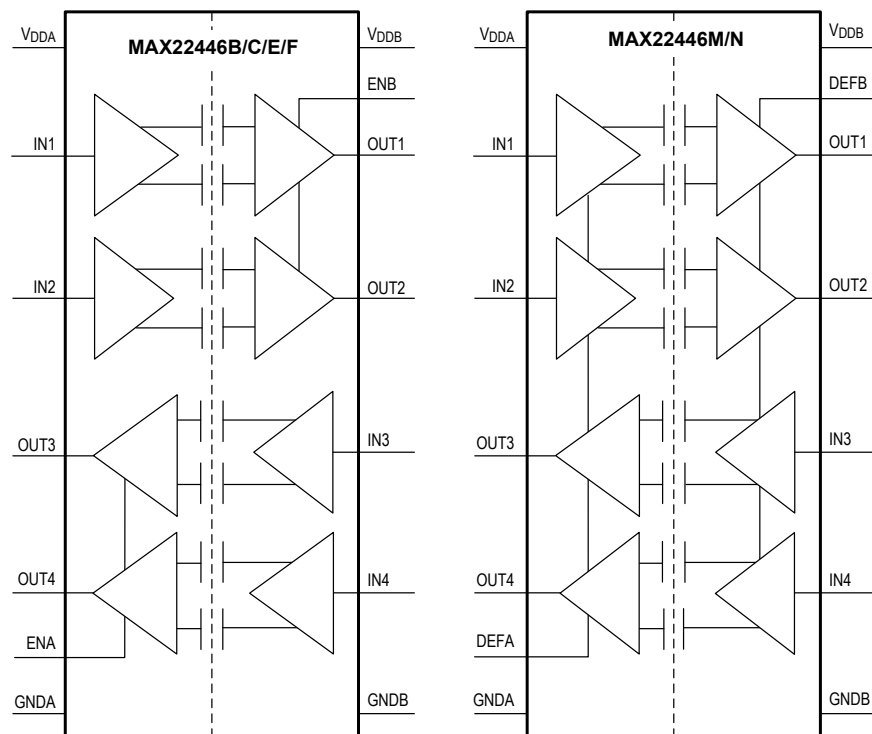 MAX22446B/C/E/F
VDDA
VDDB
ENB
IN1
OUT1
IN2
OUT2
OUT3
IN3
OUT4
IN4
ENA
GNDA
GNDB
MAX22446M/N
VDDA
VDDB
DEFB
IN1
OUT1
IN2
OUT2
OUT3
IN3
OUT4
IN4
DEFA
GNDA
GNDB